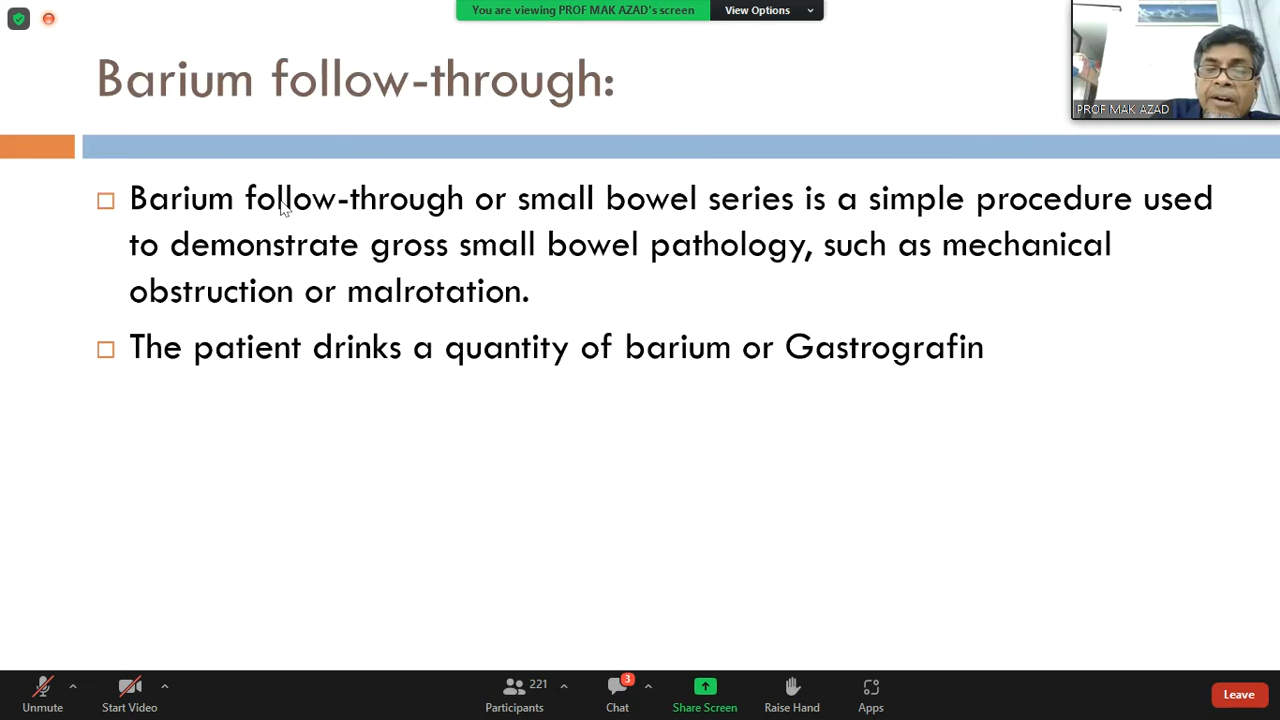 You are viewing PROF MAK AZAD's screen
View Options
Barium follow-through:
PROF MAK AZAD
Barium follow-through or small bowel series is a simple procedure used
to demonstrate gross small bowel pathology, such as mechanical
obstruction or malrotation.
The patient drinks a quantity of barium or Gastrografin
Unmute
Start Video
221
Participants
3
Chat
Share Screen
Raise Hand
Apps
Leave